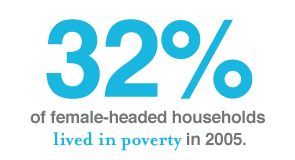 32%
of female-headed households
lived in poverty in 2005.